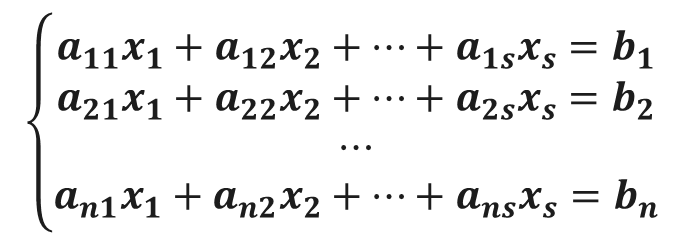 a₁₁x₁ + a₁₂x₂ + ⋯ + a₁ₛxₛ = b₁
a₂₁x₁ + a₂₂x₂ + ⋯ + a₂ₛxₛ = b₂
⋯
aₙ₁x₁ + aₙ₂x₂ + ⋯ + aₙₛxₛ = bₙ